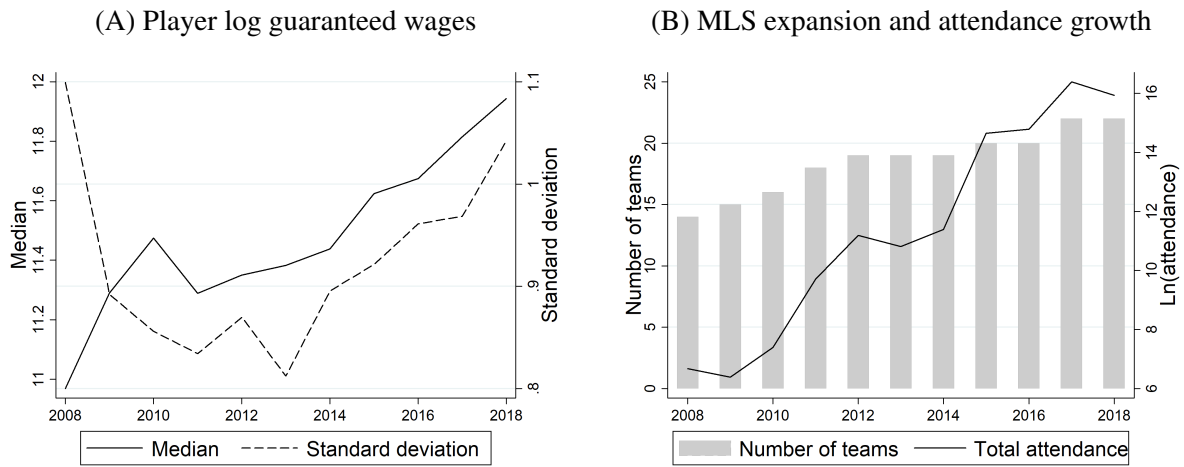 (A) Player log guaranteed wages
Median
11
11.2
11.4
11.6
11.8
12
Standard deviation
.8
.9
1
1.1
2008 2010 2012 2014 2016 2018
Median Standard deviation
(B) MLS expansion and attendance growth
Number of teams
0
5
10
15
20
25
Ln(attendance)
6
8
10
12
14
16
2008 2010 2012 2014 2016 2018
Number of teams Total attendance